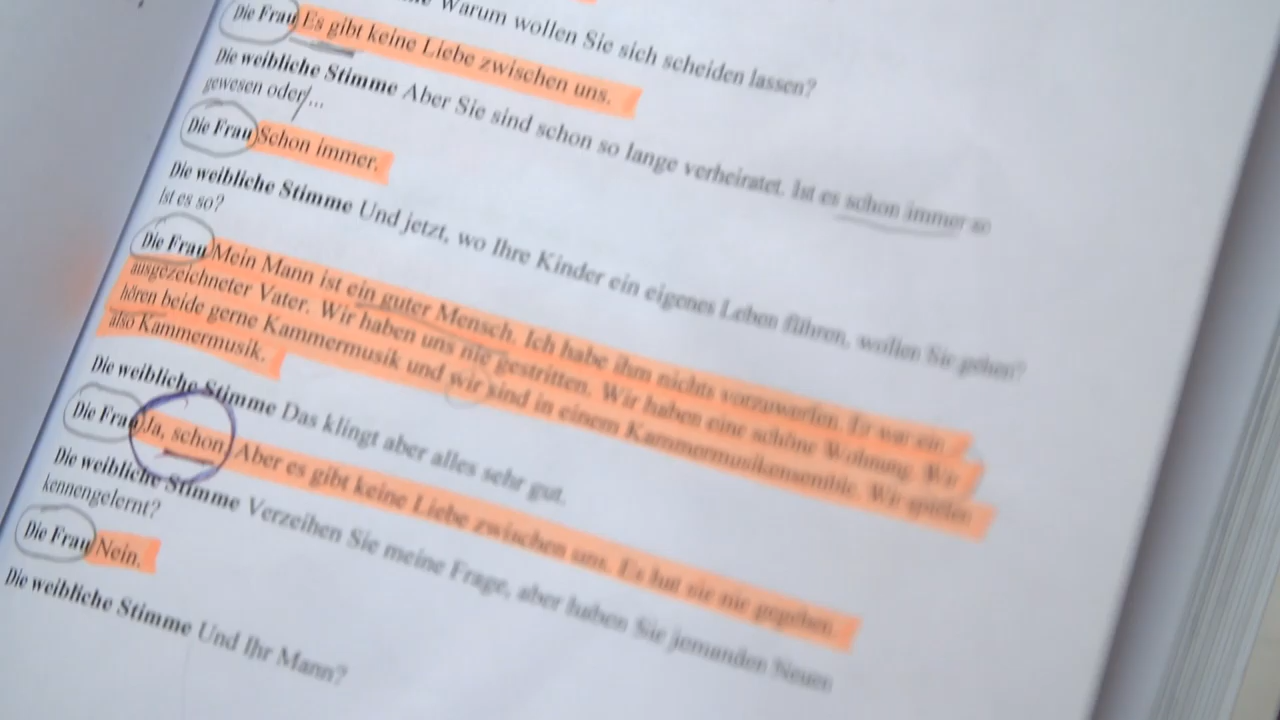 Warum wollen Sie sich scheiden lassen?
Die Frau Es gibt keine Liebe zwischen uns.
Die weibliche Stimme Aber Sie sind schon so lange verheiratet. Ist es schon immer so
gewesen oder/...
Die Frau Schon immer.
Die weibliche Stimme Und jetzt, wo Ihre Kinder ein eigenes Leben führen, wollen Sie gehen?
Ist es so?
Die Frau Mein Mann ist ein guter Mensch. Ich habe ihm nichts vorzuwerfen. Er war ein
ausgezeichneter Vater. Wir haben uns nie gestritten. Wir haben eine schöne Wohnung. Wir
hören beide gerne Kammermusik und wir sind in einem Kammermusikensemble. Wir spielen
also Kammermusik.
Die weibliche Stimme Das klingt aber alles sehr gut.
Die Frau Ja, schon. Aber es gibt keine Liebe zwischen uns. Es hat sie nie gegeben.
Die weibliche Stimme Verzeihen Sie meine Frage, aber haben Sie jemanden Neuen
kennengelernt?
Die Frau Nein.
Die weibliche Stimme Und Ihr Mann?